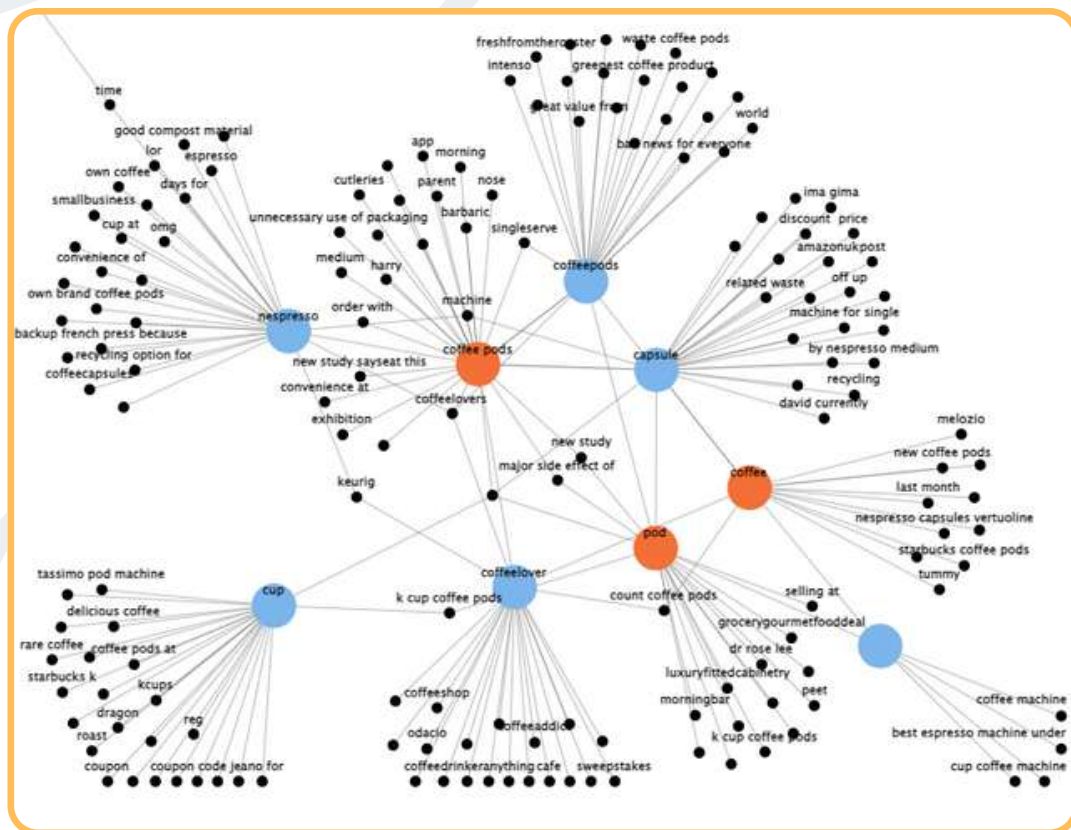 freshfromtheroaster
waste coffee pods
intenso
greenest coffee product
time
great value from
world
good compost material
app
bad news for everyone
lor
espresso
morning
own coffee
days for
cutleries
parent
nose
ima gima
smallbusiness
barbaric
discount
price
unnecessary use of packaging
cup at
omg
singleserve
amazonukpost
convenience of
medium
harry
coffeepods
related waste
off up
own brand coffee pods
machine
order with
machine for single
nespresso
backup french press because
coffee pods
capsule
by nespresso medium
recycling option for
new study sayseat this
coffeecapsules
convenience at
recycling
coffeelovers
david currently
exhibition
melozio
new study
new coffee pods
major side effect of
coffee
keurig
last month
nespresso capsules vertuoline
pod
starbucks coffee pods
tassimo pod machine
coffeelover
tummy
cup
k cup coffee pods
count coffee pods
selling at
delicious coffee
grocerygourmetfooddeal
rare coffee
coffee pods at
dr rose lee
starbucks k
kcups
luxuryfittedcabinetry
coffeeshop
morningbar
peet
coffee machine
dragon
reg
odacio
coffeeaddict
k cup coffee pods
roast
best espresso machine under
coupon
coupon code jeano for
coffeedrinker
anything
cafe
sweepstakes
cup coffee machine